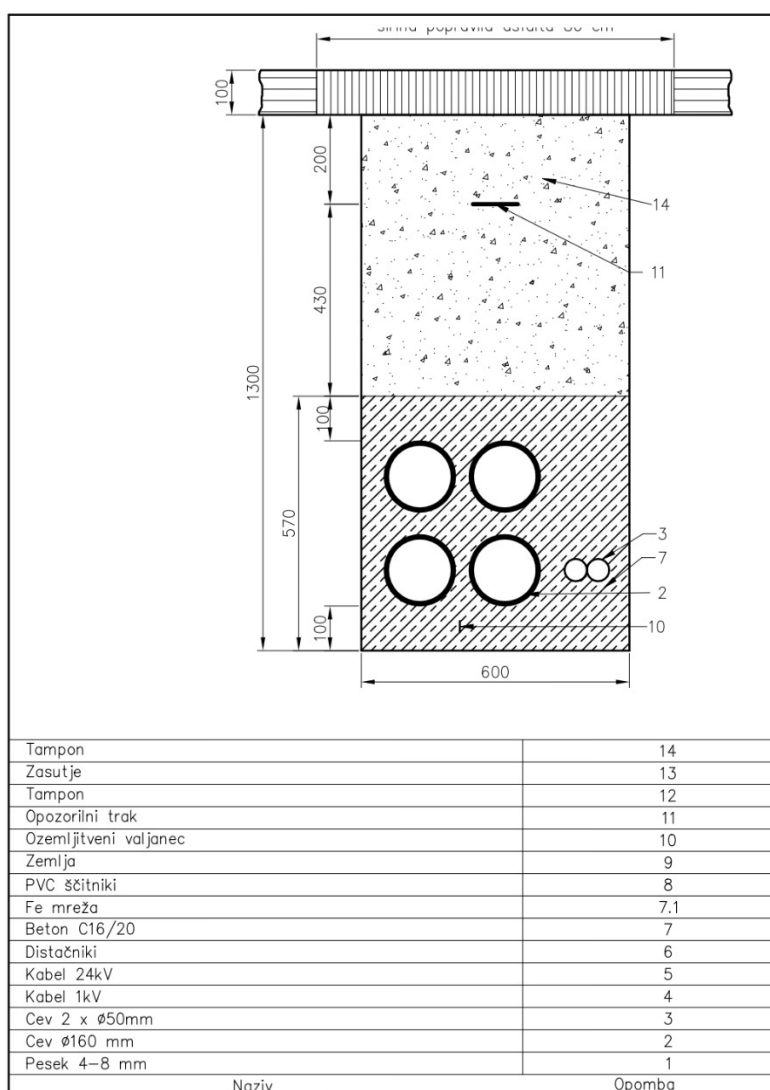 100
200
14
11
430
1300
100
570
3
7
2
100
10
600
Tampon 14
Zasutje 13
Tampon 12
Opozorilni trak 11
Ozemljitveni valjanec 10
Zemlja 9
PVC ščitniki 8
Fe mreža 7.1
Beton C16/20 7
Distačniki 6
Kabel 24kV 5
Kabel 1kV 4
Cev 2 x ø50mm 3
Cev ø160 mm 2
Pesek 4-8 mm 1
Naziv Opomba